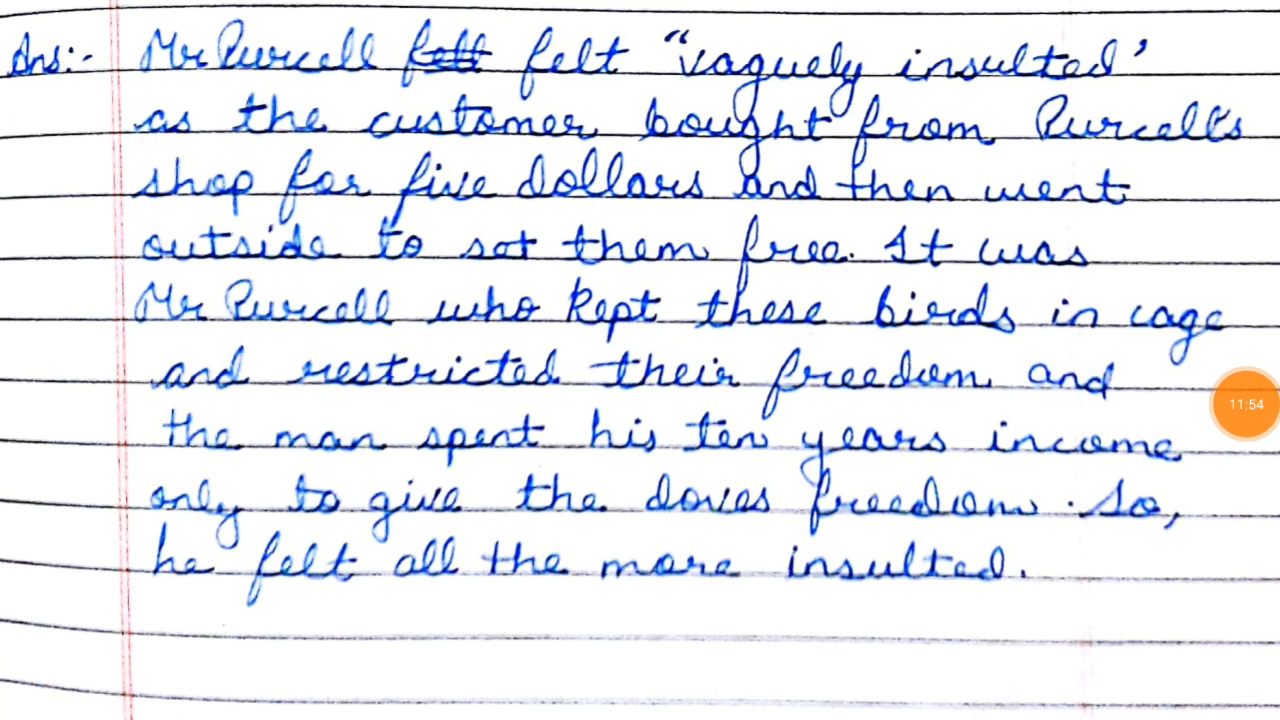 Ans:- Mr Purcell felt felt "vaguely insulted'
as the customer bought from Purcell's
shop for five dollars and then went
outside to set them free. It was
Mr Purcell who kept these birds in cage
and restricted their freedom and
11:54
the man spent his ten years income
only to give the doves freedom. So,
he felt all the more insulted.